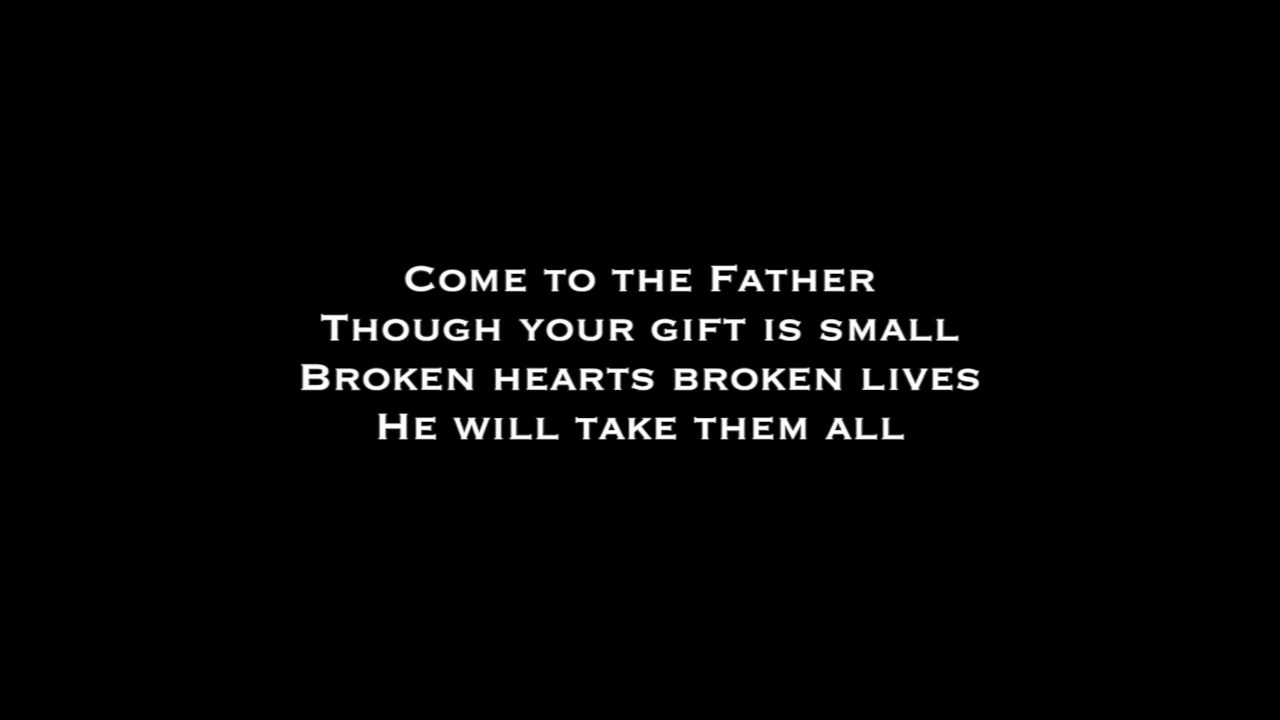 Come to the Father
Though your gift is small
Broken hearts broken lives
He will take them all